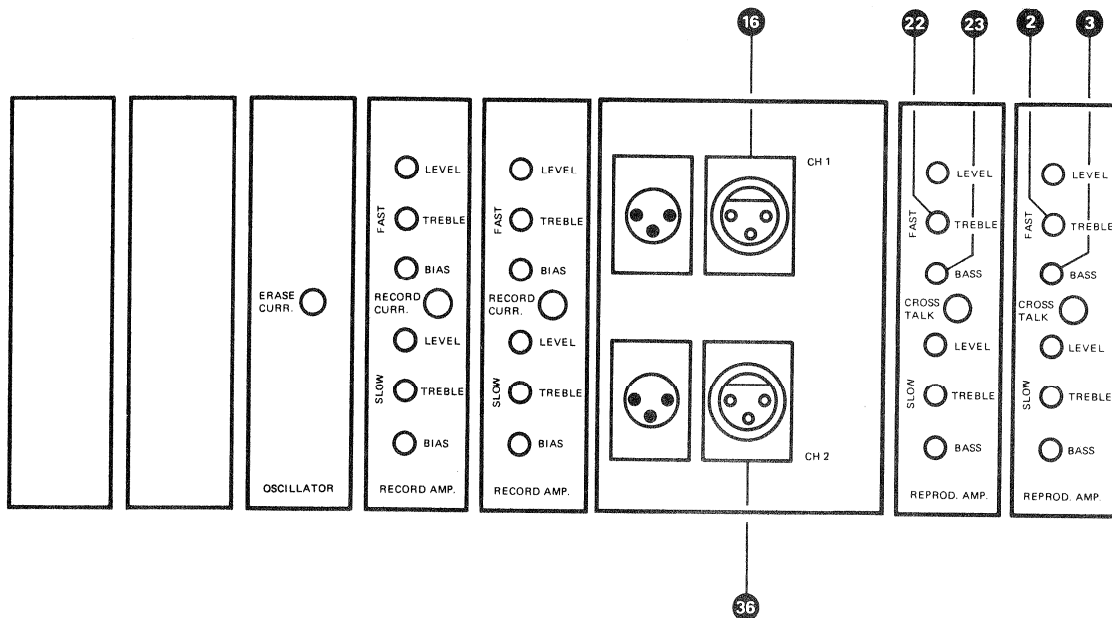 16
22
23
2
3
ERASE
CURR.
OSCILLATOR
LEVEL
FAST
TREBLE
BIAS
RECORD
CURR.
LEVEL
SLOW
TREBLE
BIAS
RECORD AMP.
LEVEL
FAST
TREBLE
BIAS
RECORD
CURR.
LEVEL
SLOW
TREBLE
BIAS
RECORD AMP.
CH 1
CH 2
LEVEL
FAST
TREBLE
BASS
CROSS
TALK
LEVEL
SLOW
TREBLE
BASS
REPROD. AMP.
LEVEL
FAST
TREBLE
BASS
CROSS
TALK
LEVEL
SLOW
TREBLE
BASS
REPROD. AMP.
36